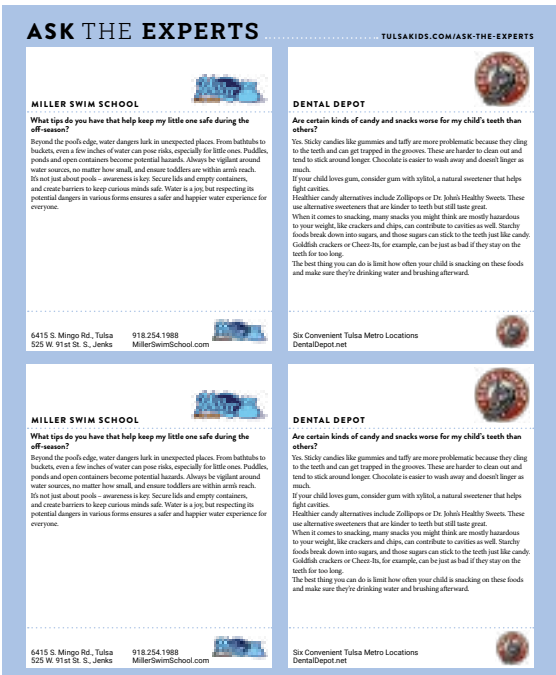 ASK THE EXPERTS
TULSAKIDS.COM/ASK-THE-EXPERTS
MILLER SWIM SCHOOL
What tips do you have that help keep my little one safe during the
off-season?
Beyond the pool's edge, water dangers lurk in unexpected places. From bathtubs to
buckets, even a few inches of water can pose risks, especially for little ones. Puddles,
ponds and open containers become potential hazards. Always be vigilant around
water sources, no matter how small, and ensure toddlers are within arm's reach.
It's not just about pools – awareness is key. Secure lids and empty containers,
and create barriers to keep curious minds safe. Water is a joy, but respecting its
potential dangers in various forms ensures a safer and happier water experience for
everyone.
6415 S. Mingo Rd., Tulsa
525 W. 91st St. S., Jenks
918.254.1988
MillerSwimSchool.com
DENTAL DEPOT
Are certain kinds of candy and snacks worse for my child's teeth than
others?
Yes. Sticky candies like gummies and taffy are more problematic because they cling
to the teeth and can get trapped in the grooves. These are harder to clean out and
tend to stick around longer. Chocolate is easier to wash away and doesn't linger as
much.
If your child loves gum, consider gum with xylitol, a natural sweetener that helps
fight cavities.
Healthier candy alternatives include Zollipops or Dr. John's Healthy Sweets. These
use alternative sweeteners that are kinder to teeth but still taste great.
When it comes to snacking, many snacks you might think are mostly hazardous
to your weight, like crackers and chips, can contribute to cavities as well. Starchy
foods break down into sugars, and those sugars can stick to the teeth just like candy.
Goldfish crackers or Cheez-Its, for example, can be just as bad if they stay on the
teeth for too long.
The best thing you can do is limit how often your child is snacking on these foods
and make sure they're drinking water and brushing afterward.
Six Convenient Tulsa Metro Locations
DentalDepot.net
MILLER SWIM SCHOOL
What tips do you have that help keep my little one safe during the
off-season?
Beyond the pool's edge, water dangers lurk in unexpected places. From bathtubs to
buckets, even a few inches of water can pose risks, especially for little ones. Puddles,
ponds and open containers become potential hazards. Always be vigilant around
water sources, no matter how small, and ensure toddlers are within arm's reach.
It's not just about pools – awareness is key. Secure lids and empty containers,
and create barriers to keep curious minds safe. Water is a joy, but respecting its
potential dangers in various forms ensures a safer and happier water experience for
everyone.
6415 S. Mingo Rd., Tulsa
525 W. 91st St. S., Jenks
918.254.1988
MillerSwimSchool.com
DENTAL DEPOT
Are certain kinds of candy and snacks worse for my child's teeth than
others?
Yes. Sticky candies like gummies and taffy are more problematic because they cling
to the teeth and can get trapped in the grooves. These are harder to clean out and
tend to stick around longer. Chocolate is easier to wash away and doesn't linger as
much.
If your child loves gum, consider gum with xylitol, a natural sweetener that helps
fight cavities.
Healthier candy alternatives include Zollipops or Dr. John's Healthy Sweets. These
use alternative sweeteners that are kinder to teeth but still taste great.
When it comes to snacking, many snacks you might think are mostly hazardous
to your weight, like crackers and chips, can contribute to cavities as well. Starchy
foods break down into sugars, and those sugars can stick to the teeth just like candy.
Goldfish crackers or Cheez-Its, for example, can be just as bad if they stay on the
teeth for too long.
The best thing you can do is limit how often your child is snacking on these foods
and make sure they're drinking water and brushing afterward.
Six Convenient Tulsa Metro Locations
DentalDepot.net